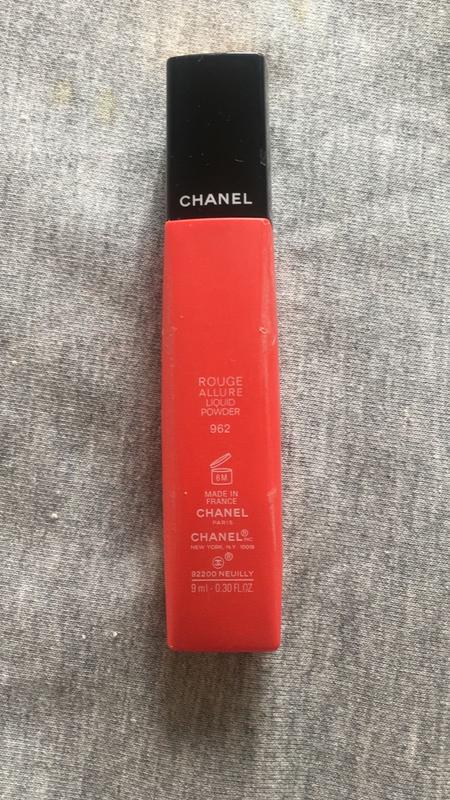 CHANEL
ROUGE
ALLURE
LIQUID
POWDER
962
6M
MADE IN
FRANCE
CHANEL
PARIS
CHANEL® INC
NEW YORK, N.Y. 10019
®
92200 NEUILLY
9 ml - 0.30 FL.OZ.